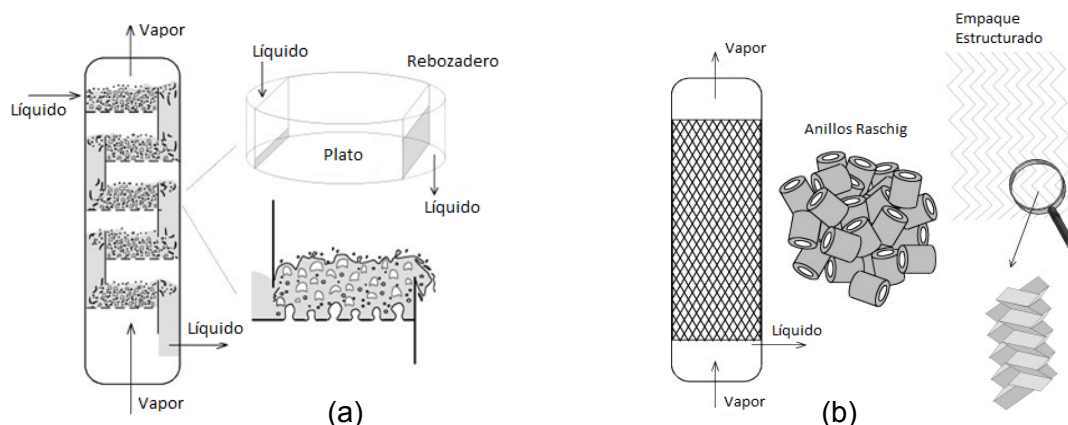 Vapor
Líquido
Líquido
Vapor
Líquido
Rebozadero
Plato
Líquido
(a)
Vapor
Líquido
Vapor
Anillos Raschig
Empaque
Estructurado
(b)